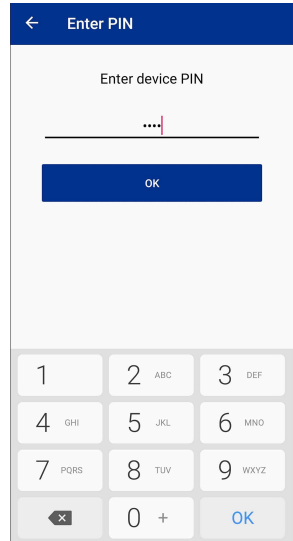 Enter PIN
Enter device PIN
••••
OK
1
2 ABC
3 DEF
4 GHI
5 JKL
6 MNO
7 PQRS
8 TUV
9 WXYZ
0 +
OK